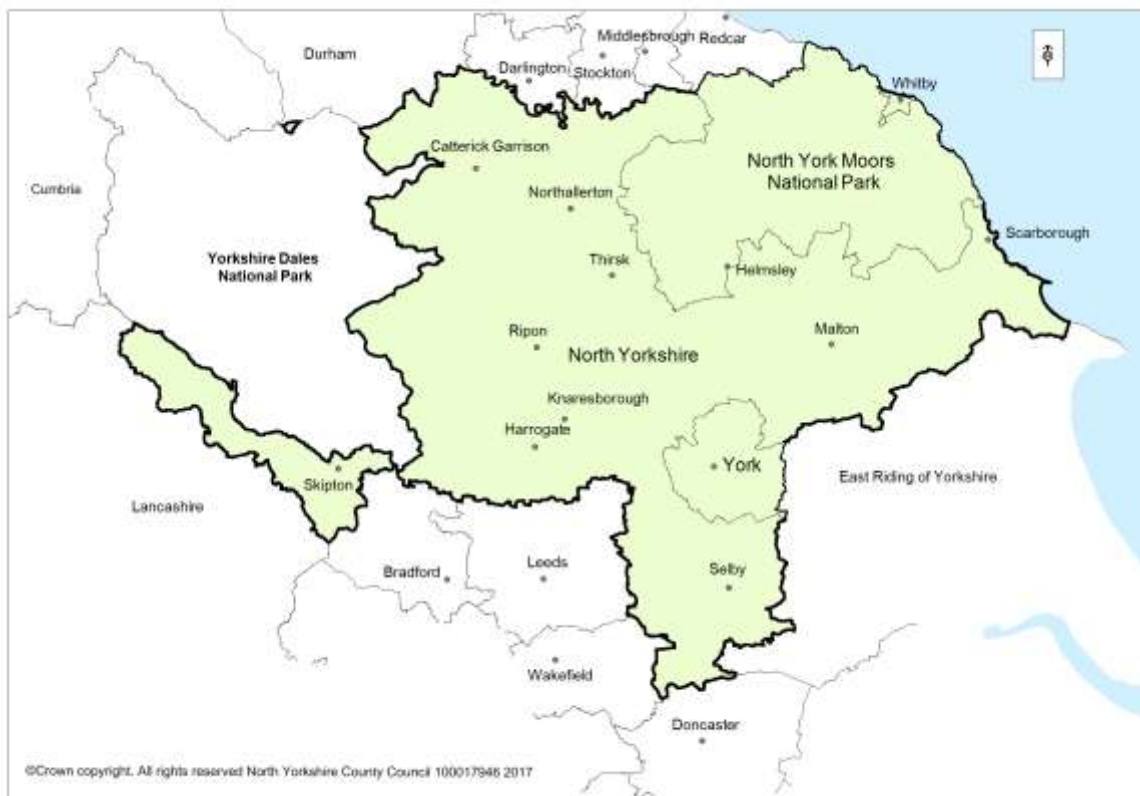 Durham
Middlesbrough
Redcar
Darlington
Stockton
Whitby
Catterick Garrison
North York Moors
National Park
Cumbria
Northallerton
Scarborough
Yorkshire Dales
National Park
Thirsk
Helmsley
Ripon
North Yorkshire
Malton
Knaresborough
Harrogate
York
Skipton
East Riding of Yorkshire
Lancashire
Bradford
Leeds
Selby
Wakefield
Doncaster
©Crown copyright. All rights reserved North Yorkshire County Council 100017946 2017